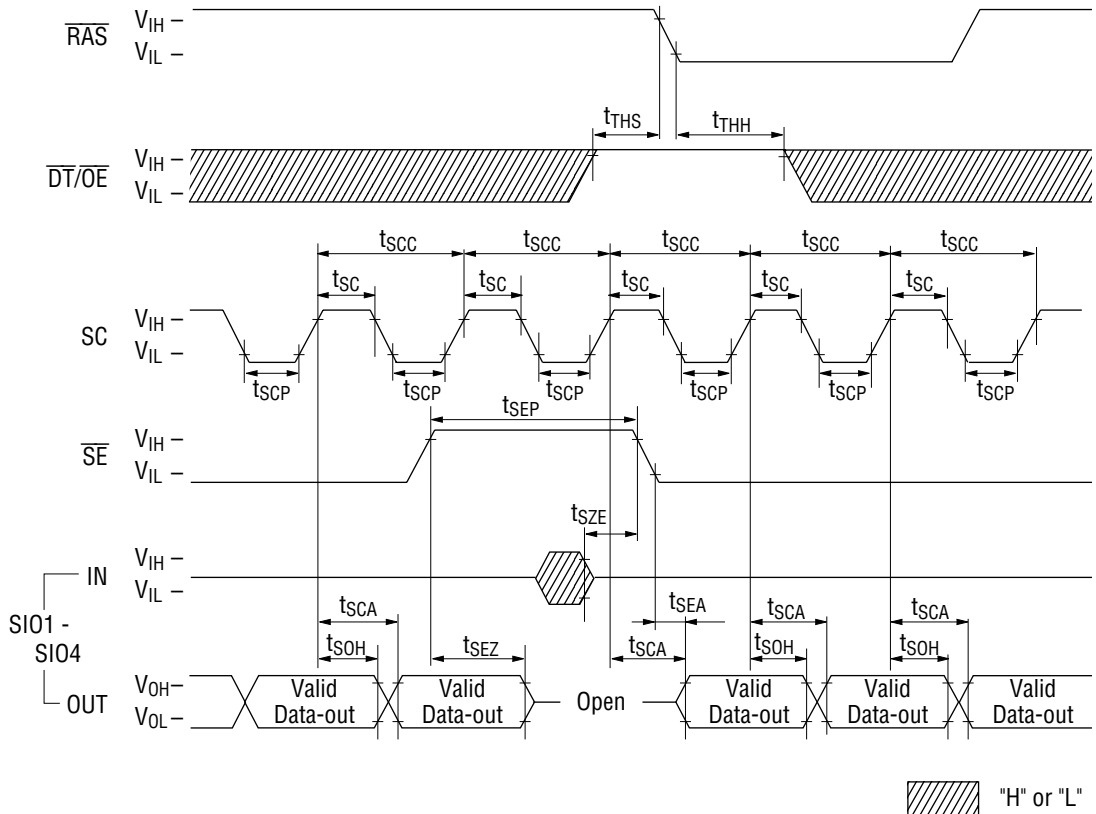 RAS
VIH –
VIL –
tTHS
tTHH
DT/OE
VIH –
VIL –
tSCC tSCC tSCC tSCC tSCC
tSC tSC tSC tSC tSC
SC
VIH –
VIL –
tSCP tSCP tSCP tSCP tSCP tSCP
tSEP
SE
VIH –
VIL –
tSZE
IN
VIH –
VIL –
SIO1 -
SIO4
tSCA tSEA tSCA tSCA
tSOH tSEZ tSCA tSOH tSOH
OUT
VOH–
VOL–
Valid
Data-out
Valid
Data-out
Open
Valid
Data-out
Valid
Data-out
Valid
Data-out
"H" or "L"